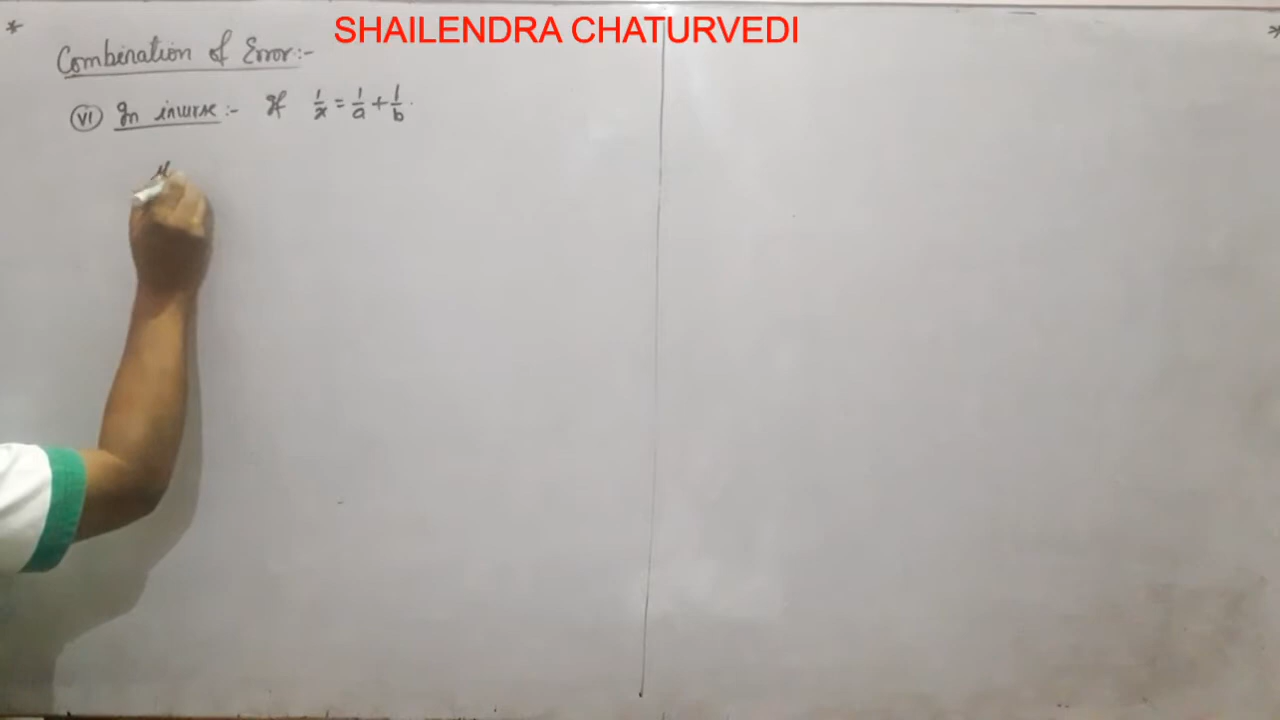 SHAILENDRA CHATURVEDI
Combination of Error:-
(VI) In inverse :- If 1/x = 1/a + 1/b.